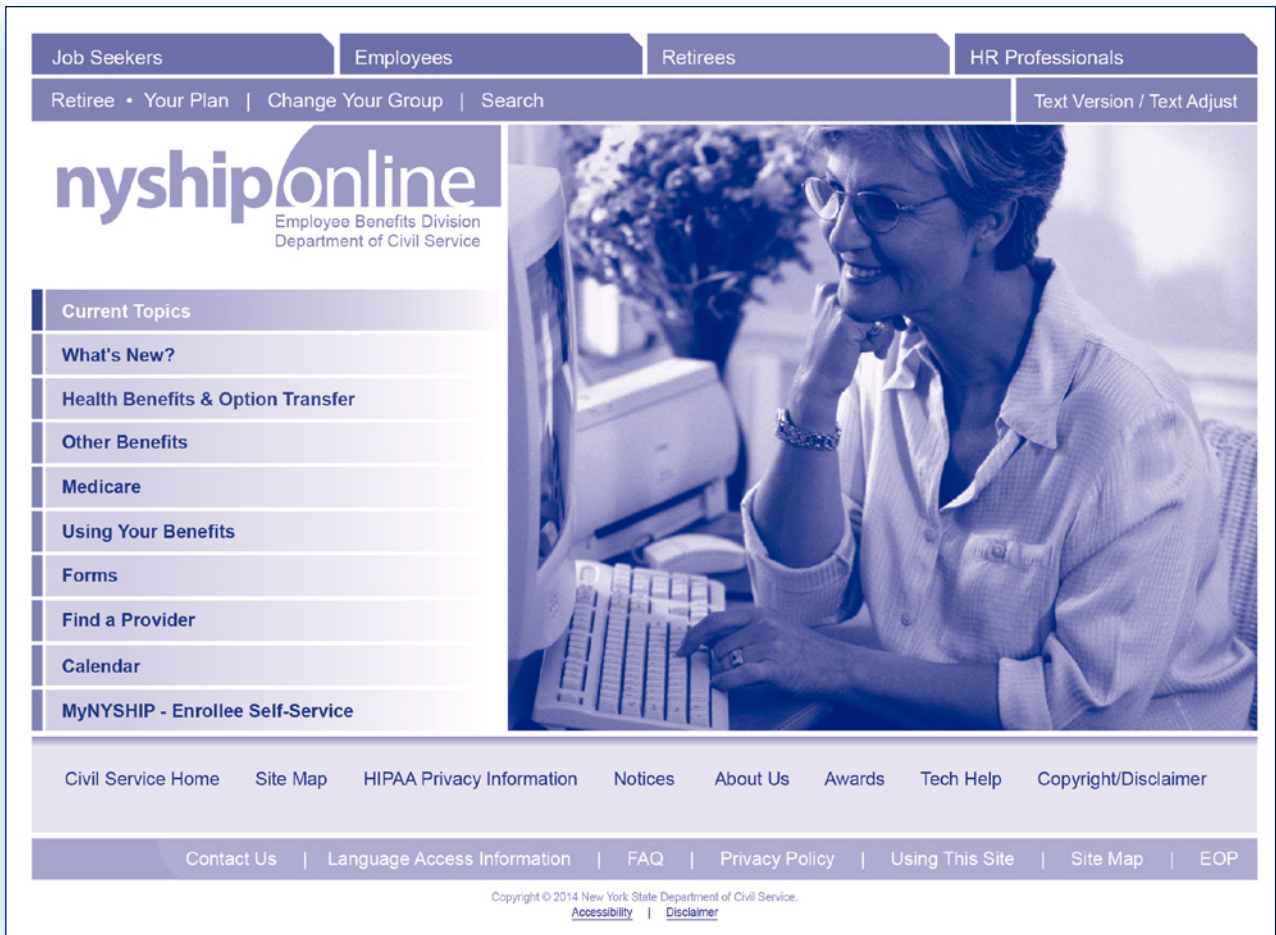 Job Seekers Employees Retirees HR Professionals
Retiree • Your Plan | Change Your Group | Search Text Version / Text Adjust
nyshiponline
Employee Benefits Division
Department of Civil Service
Current Topics
What's New?
Health Benefits & Option Transfer
Other Benefits
Medicare
Using Your Benefits
Forms
Find a Provider
Calendar
MyNYSHIP - Enrollee Self-Service
Civil Service Home Site Map HIPAA Privacy Information Notices About Us Awards Tech Help Copyright/Disclaimer
Contact Us | Language Access Information | FAQ | Privacy Policy | Using This Site | Site Map | EOP
Copyright © 2014 New York State Department of Civil Service.
Accessibility | Disclaimer